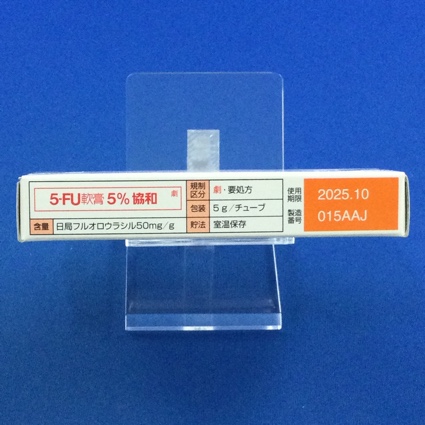 5-FU軟膏5%協和 劇
含量 日局フルオロウラシル50mg/g
規制区分 劇・要処方
包装 5g/チューブ
貯法 室温保存
使用期限 2025.10
製造番号 015AAJ